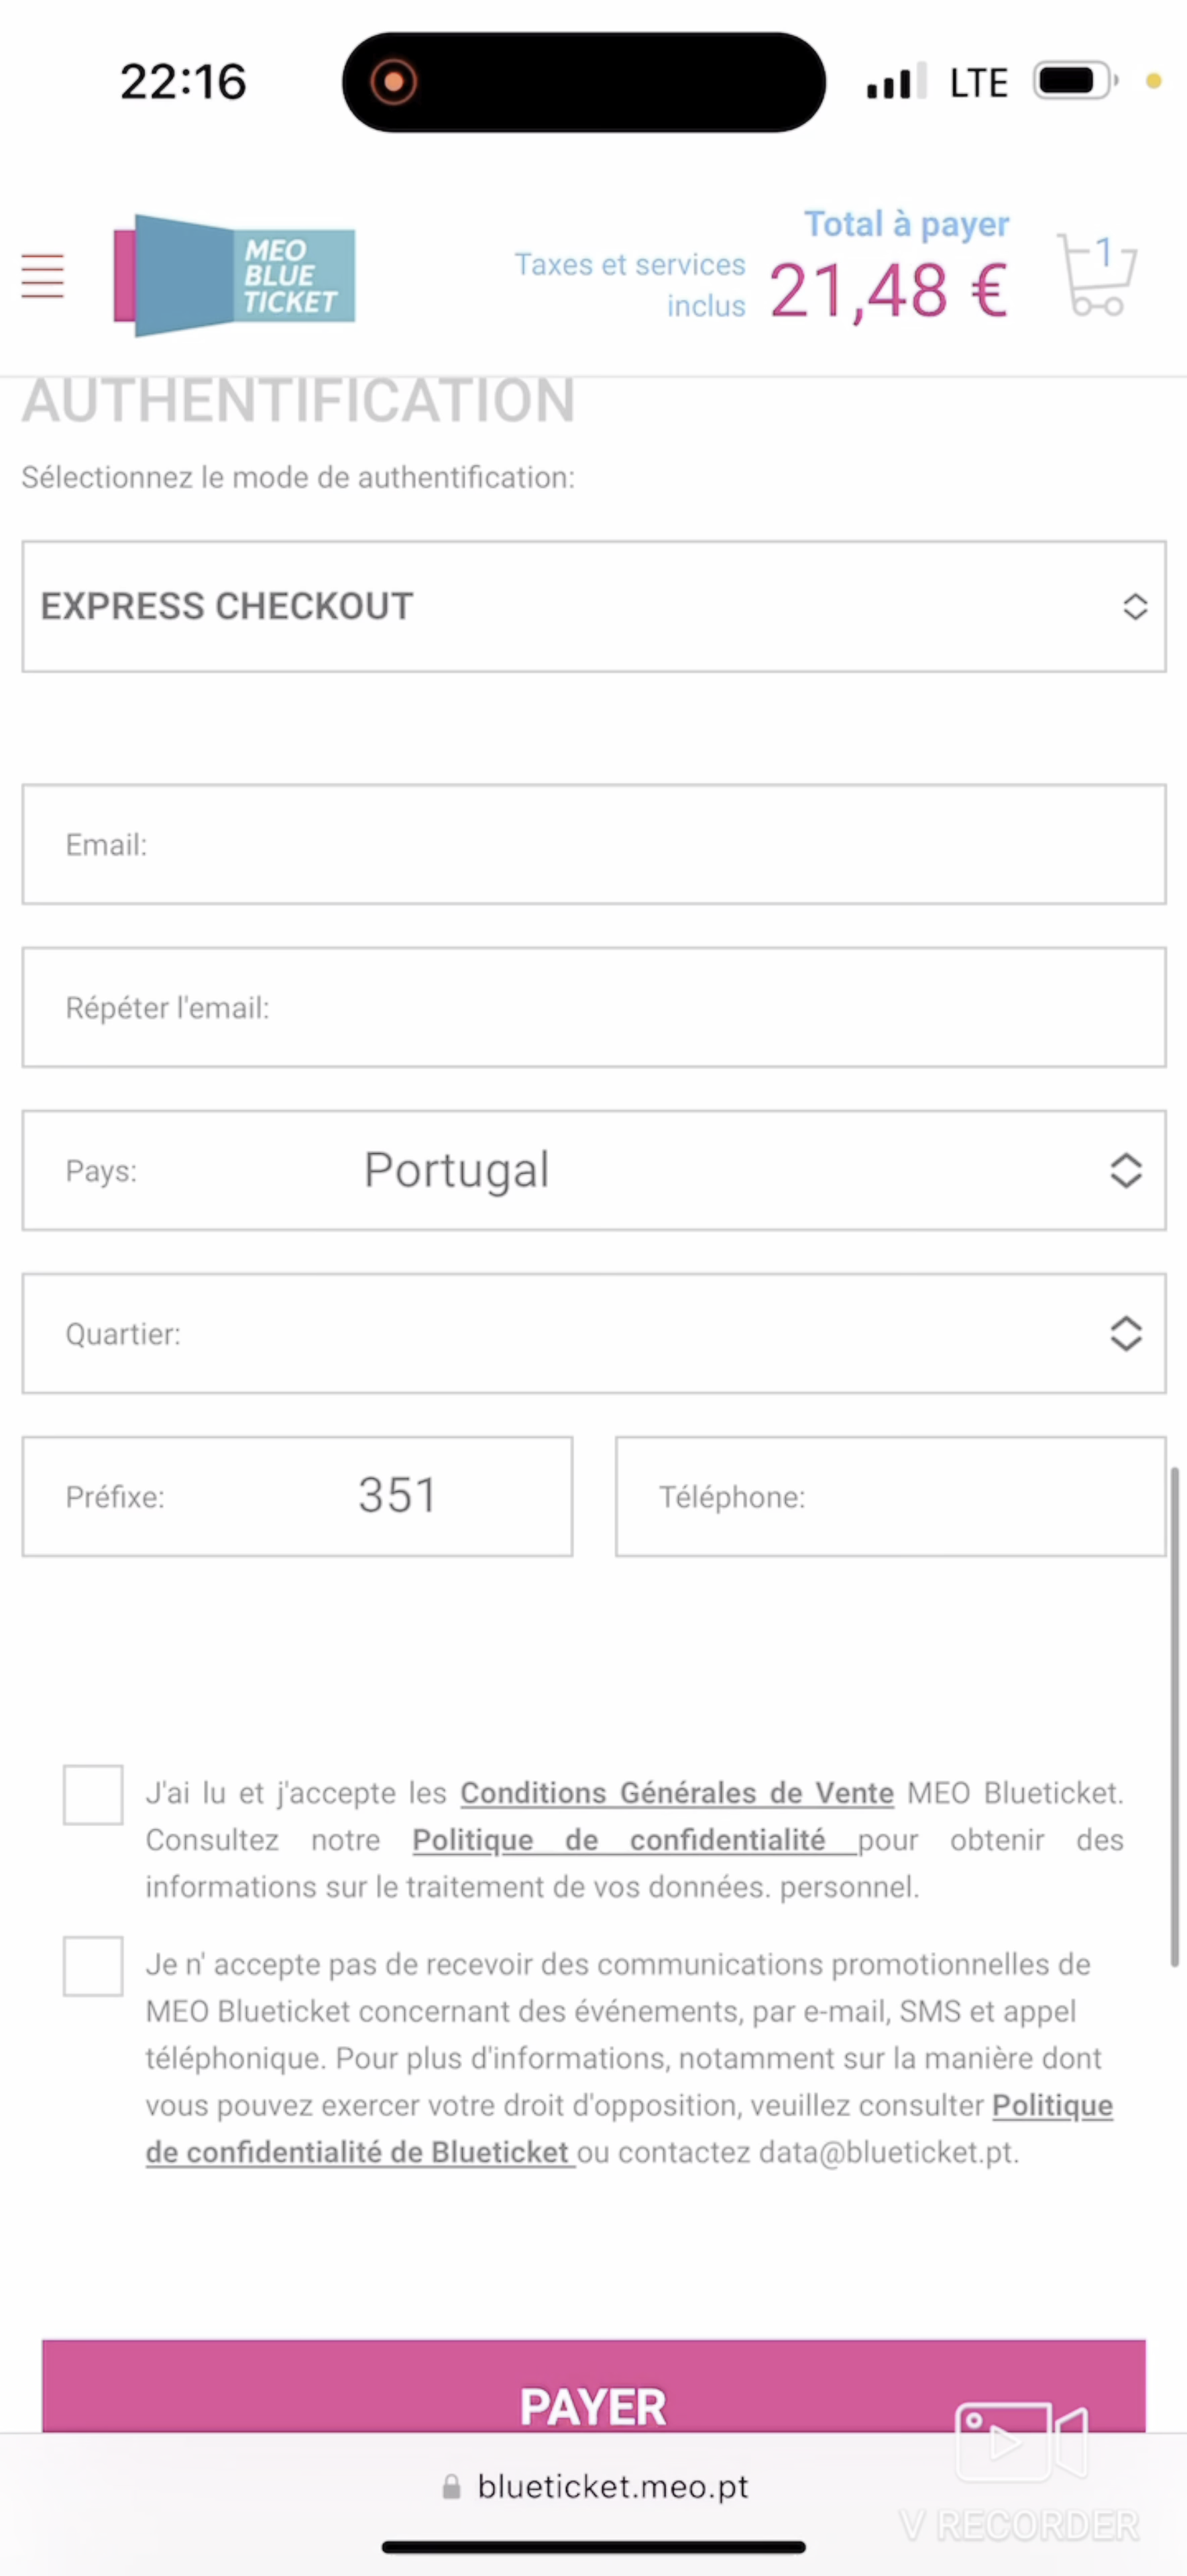 22:16
LTE
MEO
BLUE
TICKET
Total à payer
Taxes et services
inclus
21,48 €
1
AUTHENTIFICATION
Sélectionnez le mode de authentification:
EXPRESS CHECKOUT
Email:
Répéter l'email:
Pays: Portugal
Quartier:
Préfixe: 351
Téléphone:
J'ai lu et j'accepte les Conditions Générales de Vente MEO Blueticket.
Consultez notre Politique de confidentialité pour obtenir des
informations sur le traitement de vos données. personnel.
Je n' accepte pas de recevoir des communications promotionnelles de
MEO Blueticket concernant des événements, par e-mail, SMS et appel
téléphonique. Pour plus d'informations, notamment sur la manière dont
vous pouvez exercer votre droit d'opposition, veuillez consulter Politique
de confidentialité de Blueticket ou contactez data@blueticket.pt.
PAYER
blueticket.meo.pt
V RECORDER